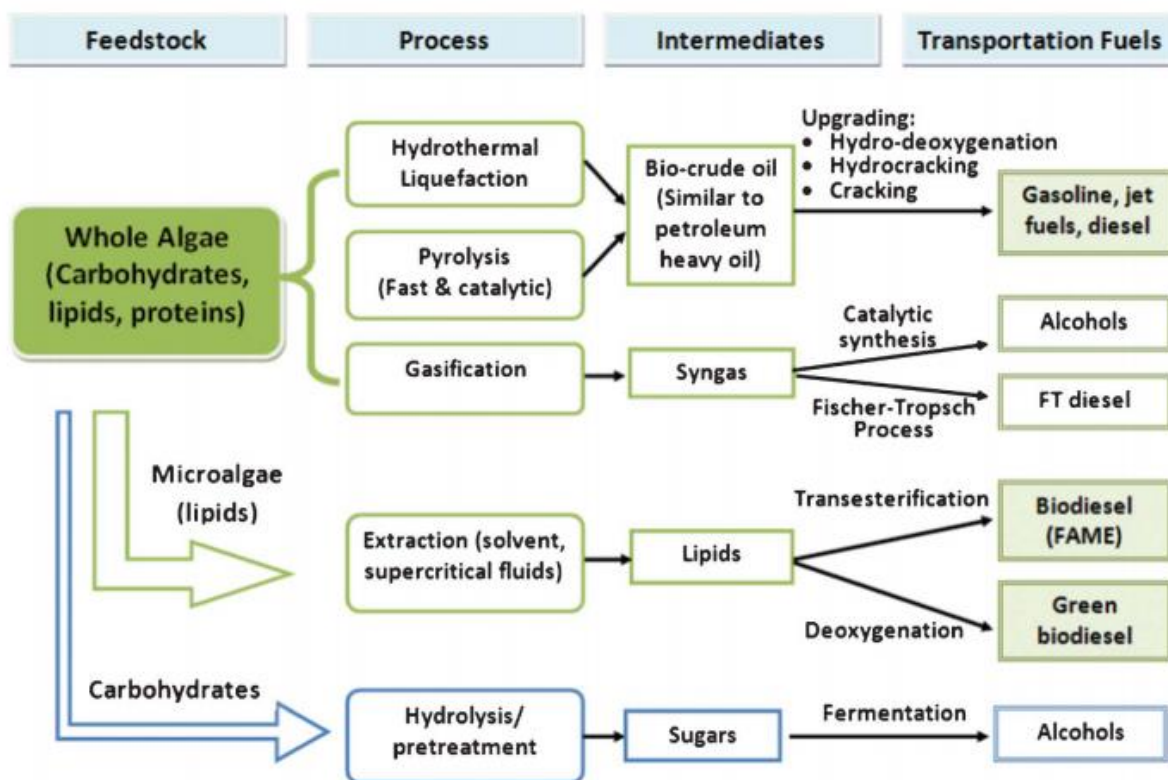 Feedstock
Process
Intermediates
Transportation Fuels
Whole Algae
(Carbohydrates,
lipids, proteins)
Hydrothermal
Liquefaction
Pyrolysis
(Fast & catalytic)
Gasification
Bio-crude oil
(Similar to
petroleum
heavy oil)
Syngas
Upgrading:
• Hydro-deoxygenation
• Hydrocracking
• Cracking
Gasoline, jet
fuels, diesel
Catalytic
synthesis
Alcohols
Fischer-Tropsch
Process
FT diesel
Microalgae
(lipids)
Extraction (solvent,
supercritical fluids)
Lipids
Transesterification
Biodiesel
(FAME)
Deoxygenation
Green
biodiesel
Carbohydrates
Hydrolysis/
pretreatment
Sugars
Fermentation
Alcohols